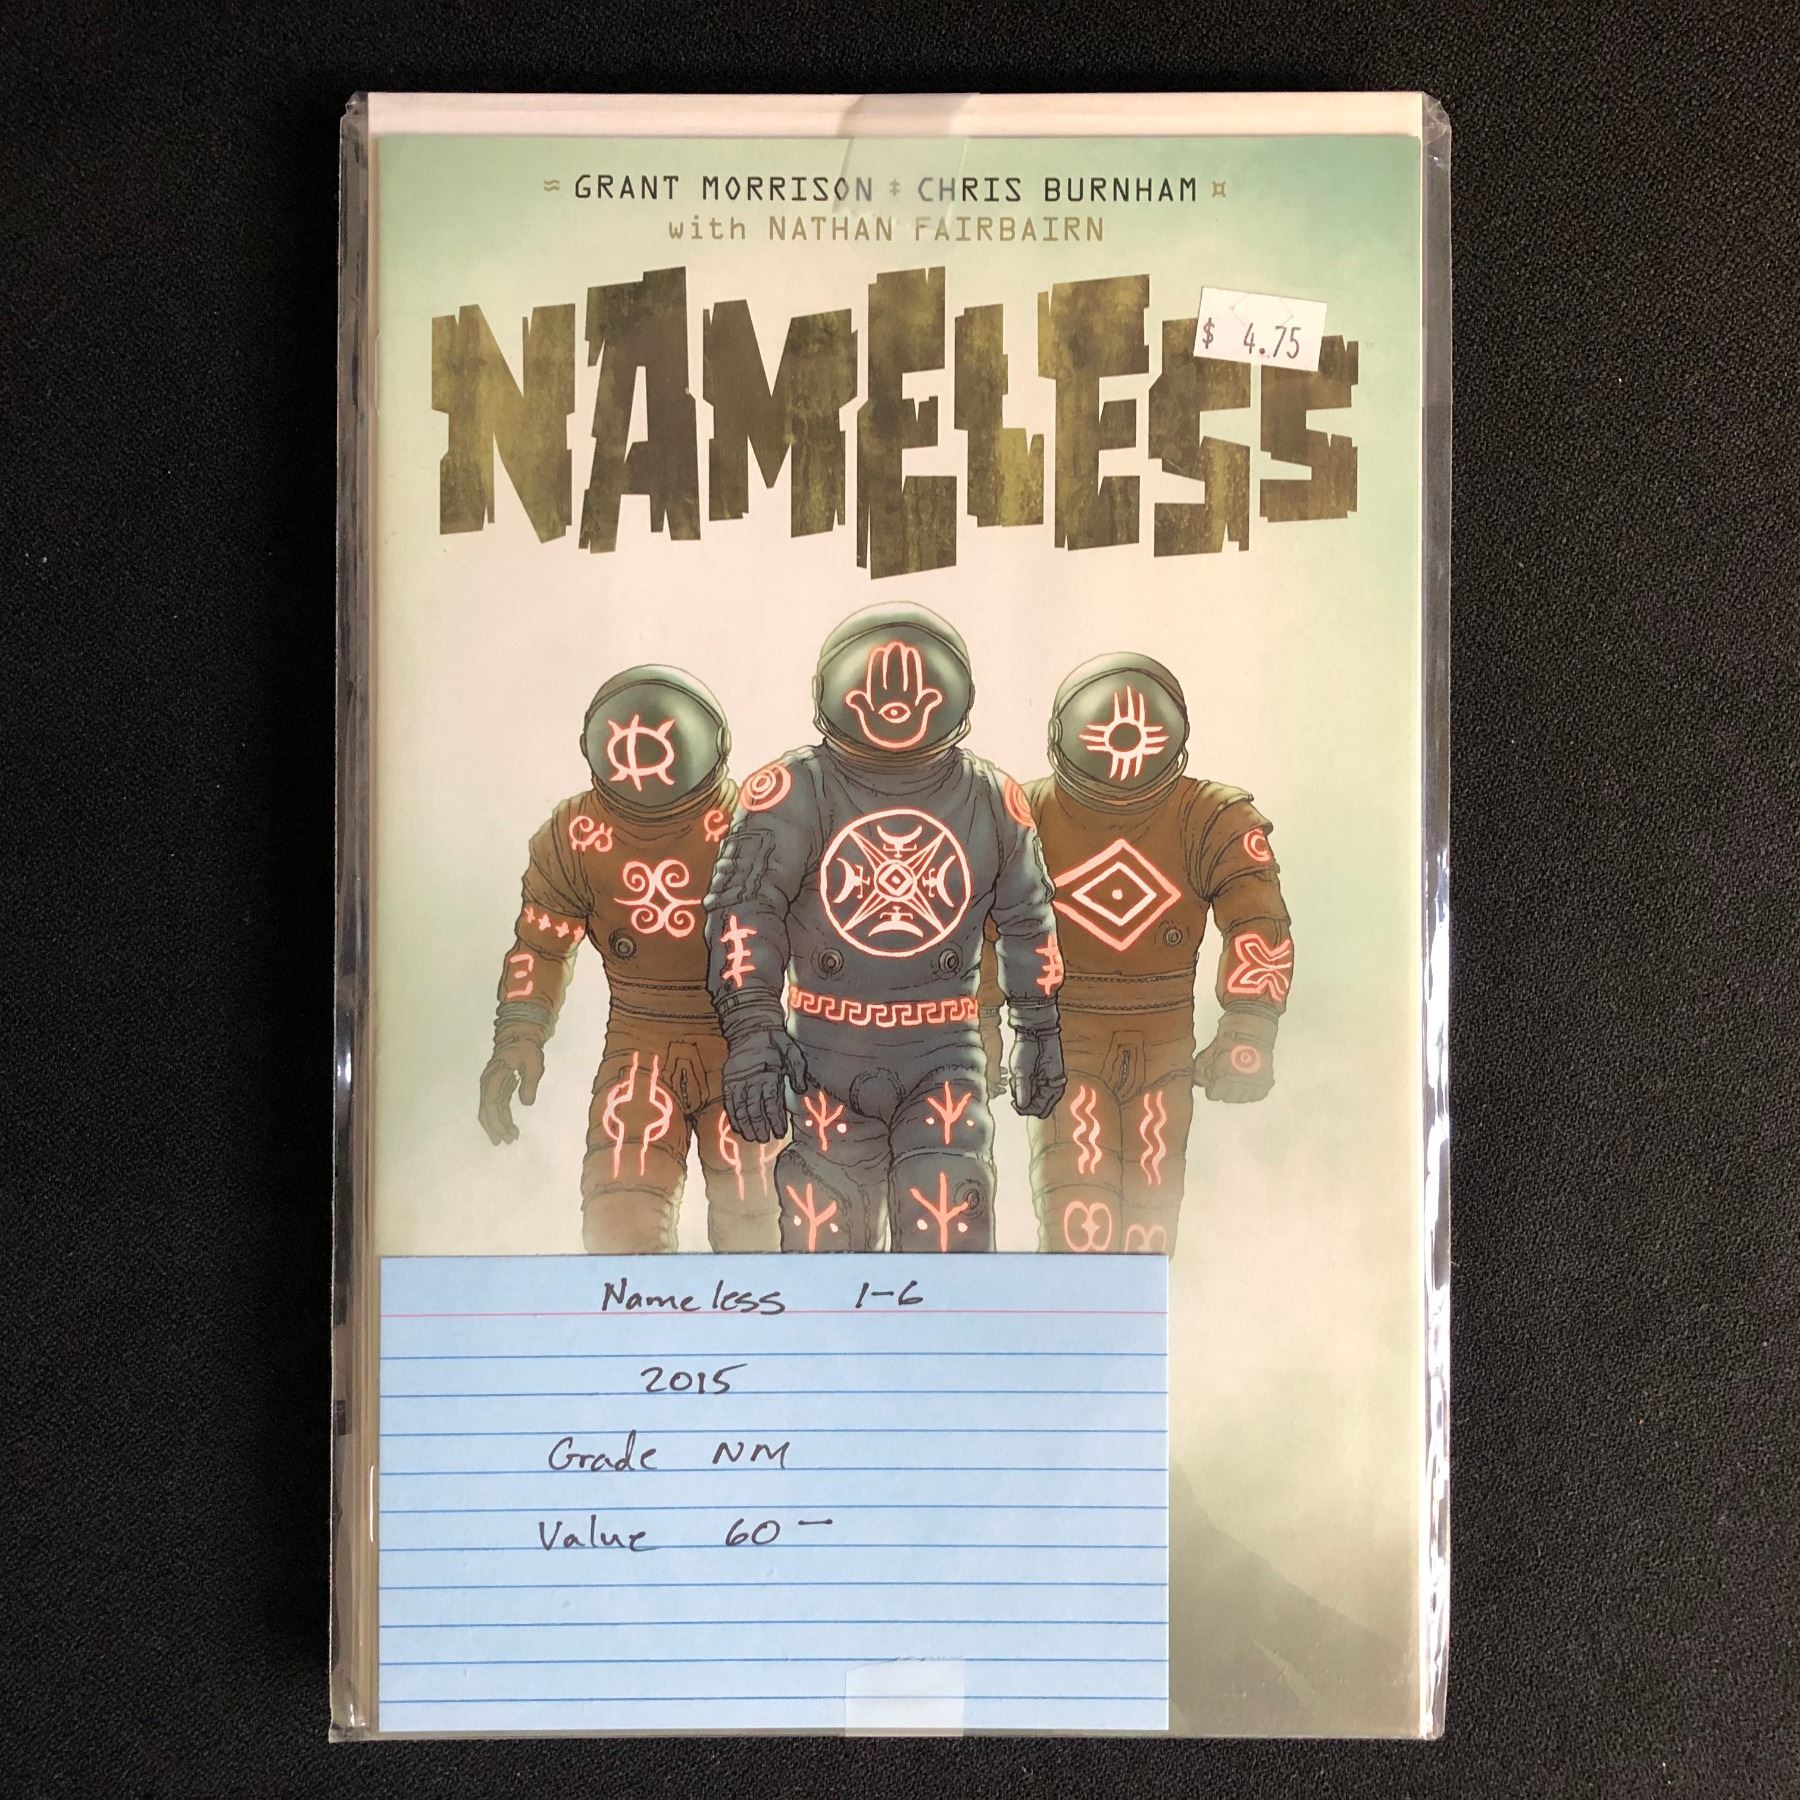 ≈ GRANT MORRISON ‡ CHRIS BURNHAM ¤
with NATHAN FAIRBAIRN
NAMELESS
$ 4.75
Nameless 1-6
2015
Grade NM
Value 60 —